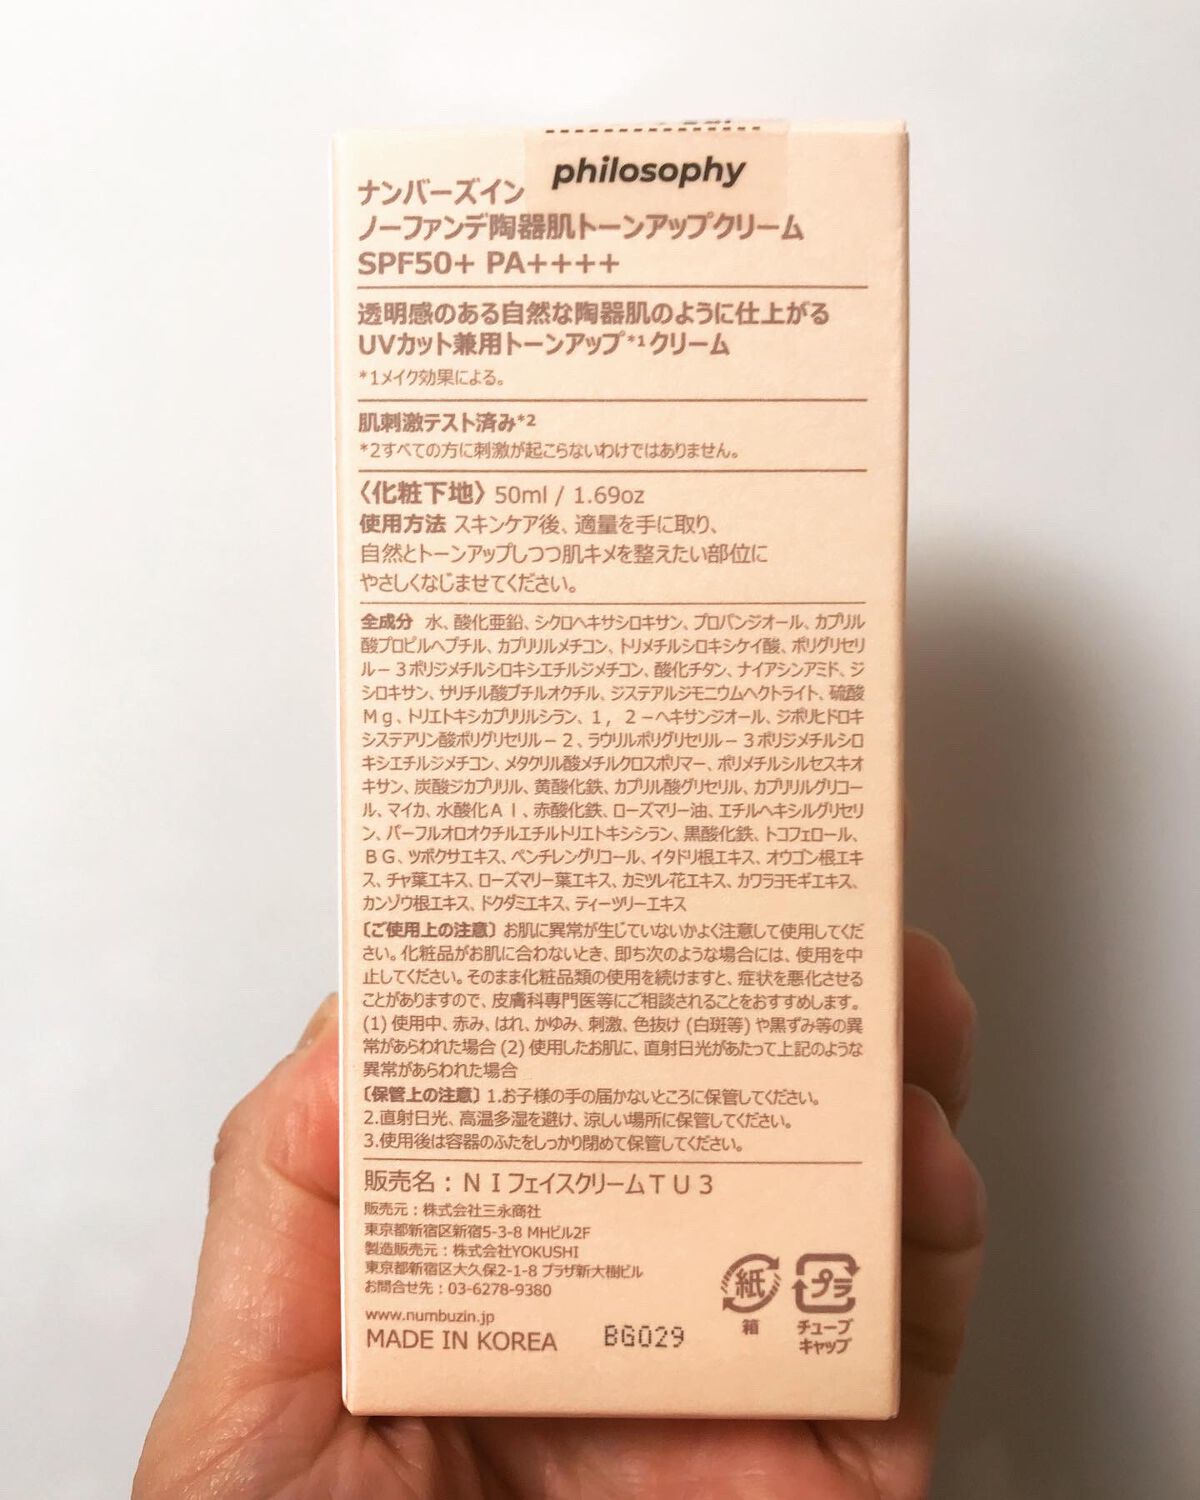 philosophy
ナンバーズイン
ノーファンデ陶器肌トーンアップクリーム
SPF50+ PA++++
透明感のある自然な陶器肌のように仕上がる
UVカット兼用トーンアップ*1クリーム
*1メイク効果による。
肌刺激テスト済み*2
*2すべての方に刺激が起こらないわけではありません。
〈化粧下地〉 50ml / 1.69oz
使用方法 スキンケア後、適量を手に取り、
自然とトーンアップしつつ肌キメを整えたい部位に
やさしくなじませてください。
全成分 水、酸化亜鉛、シクロヘキサシロキサン、プロパンジオール、カプリル
酸プロピルヘプチル、カプリリルメチコン、トリメチルシロキシケイ酸、ポリグリセリ
ル－３ポリジメチルシロキシエチルジメチコン、酸化チタン、ナイアシンアミド、ジ
シロキサン、サリチル酸ブチルオクチル、ジステアルジモニウムヘクトライト、硫酸
Ｍｇ、トリエトキシカプリリルシラン、１，２－ヘキサンジオール、ジポリヒドロキ
システアリン酸ポリグリセリル－２、ラウリルポリグリセリル－３ポリジメチルシロ
キシエチルジメチコン、メタクリル酸メチルクロスポリマー、ポリメチルシルセスキオ
キサン、炭酸ジカプリリル、黄酸化鉄、カプリル酸グリセリル、カプリリルグリコー
ル、マイカ、水酸化Ａｌ、赤酸化鉄、ローズマリー油、エチルヘキシルグリセリ
ン、パーフルオロオクチルエチルトリエトキシシラン、黒酸化鉄、トコフェロール、
ＢＧ、ツボクサエキス、ペンチレングリコール、イタドリ根エキス、オウゴン根エキ
ス、チャ葉エキス、ローズマリー葉エキス、カミツレ花エキス、カワラヨモギエキス、
カンゾウ根エキス、ドクダミエキス、ティーツリーエキス
〔ご使用上の注意〕お肌に異常が生じていないかよく注意して使用してくだ
さい。化粧品がお肌に合わないとき、即ち次のような場合には、使用を中
止してください。そのまま化粧品類の使用を続けますと、症状を悪化させる
ことがありますので、皮膚科専門医等にご相談されることをおすすめします。
(1) 使用中、赤み、はれ、かゆみ、刺激、色抜け (白斑等) や黒ずみ等の異
常があらわれた場合 (2) 使用したお肌に、直射日光があたって上記のような
異常があらわれた場合
〔保管上の注意〕1.お子様の手の届かないところに保管してください。
2.直射日光、高温多湿を避け、涼しい場所に保管してください。
3.使用後は容器のふたをしっかり閉めて保管してください。
販売名：ＮＩフェイスクリームＴＵ３
販売元：株式会社三永商社
東京都新宿区新宿5-3-8 MHビル2F
製造販売元：株式会社YOKUSHI
東京都新宿区大久保2-1-8 プラザ新大樹ビル
お問合せ先：03-6278-9380
www.numbuzin.jp
MADE IN KOREA
BG029
紙
箱
プラ
チューブ
キャップ